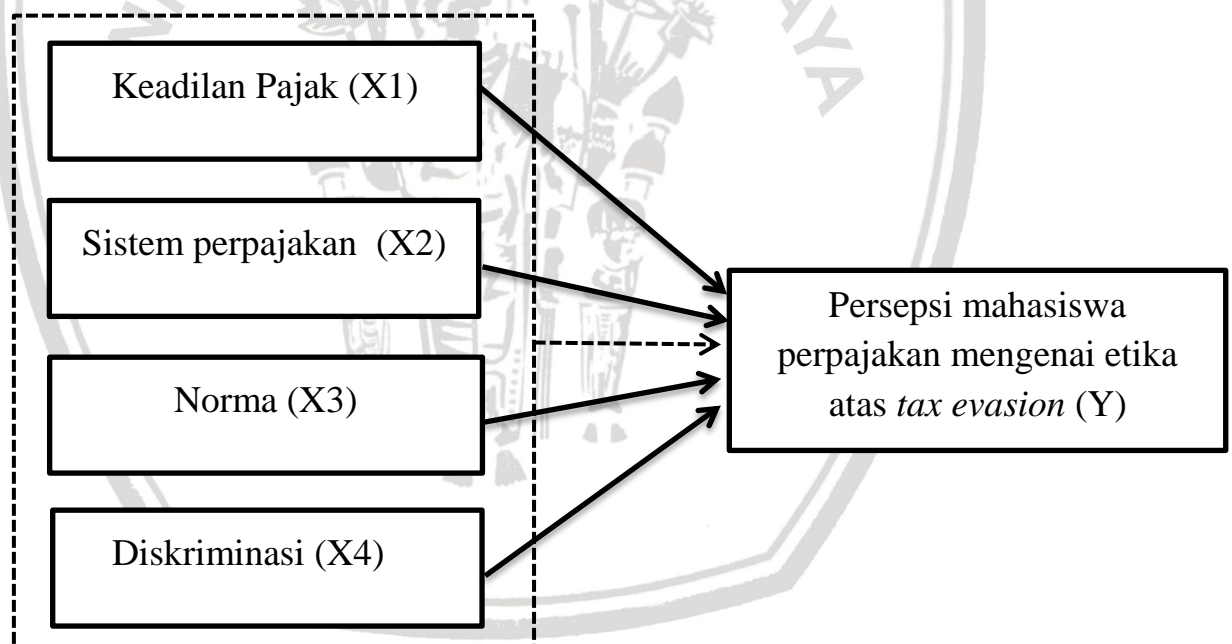 Keadilan Pajak (X1)
Sistem perpajakan (X2)
Norma (X3)
Diskriminasi (X4)
Persepsi mahasiswa
perpajakan mengenai etika
atas tax evasion (Y)